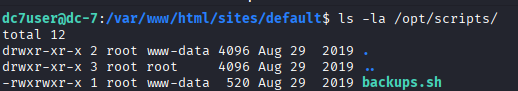 dc7user@dc-7:/var/www/html/sites/default$ ls -la /opt/scripts/
total 12
drwxr-xr-x 2 root www-data 4096 Aug 29  2019 .
drwxr-xr-x 3 root root     4096 Aug 29  2019 ..
-rwxrwxr-x 1 root www-data  520 Aug 29  2019 backups.sh